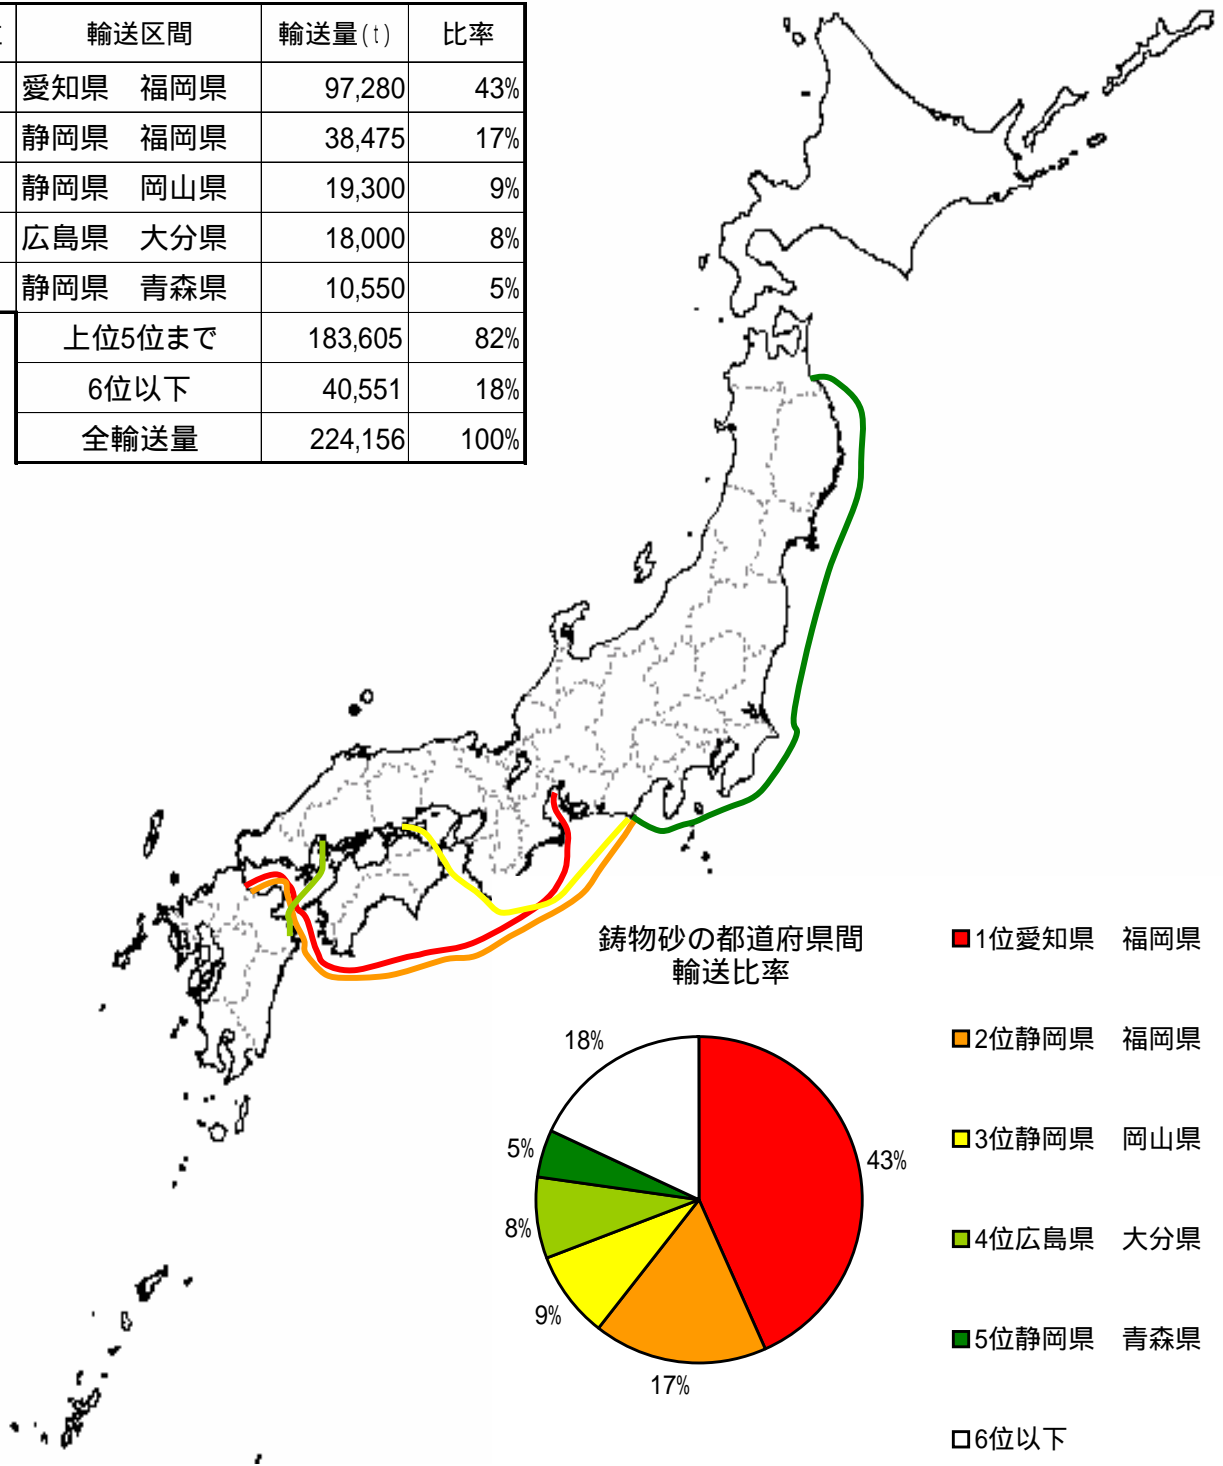 輸送区間 輸送量(t) 比率
愛知県 福岡県 97,280 43%
静岡県 福岡県 38,475 17%
静岡県 岡山県 19,300 9%
広島県 大分県 18,000 8%
静岡県 青森県 10,550 5%
上位5位まで 183,605 82%
6位以下 40,551 18%
全輸送量 224,156 100%
鋳物砂の都道府県間
輸送比率
18%
5%
8%
9%
17%
43%
1位愛知県 福岡県
2位静岡県 福岡県
3位静岡県 岡山県
4位広島県 大分県
5位静岡県 青森県
6位以下